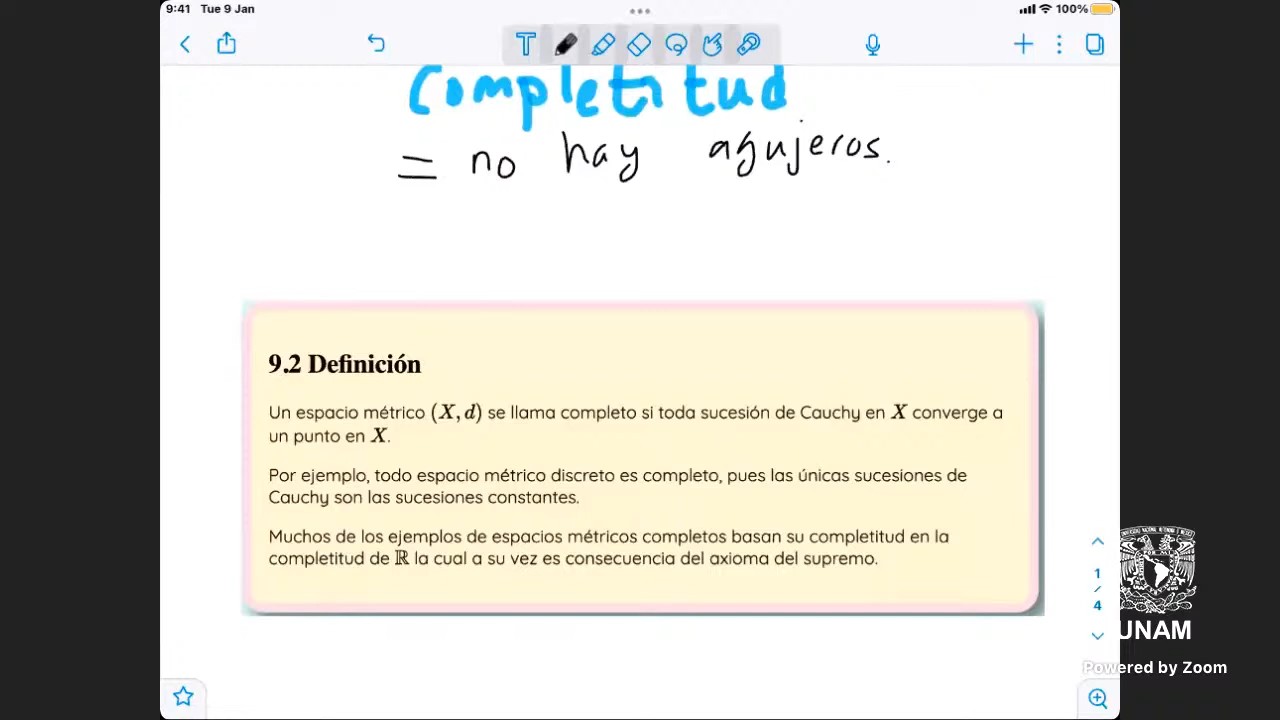 9:41 Tue 9 Jan 100%
Completitud
= no hay agujeros.
9.2 Definición
Un espacio métrico (X, d) se llama completo si toda sucesión de Cauchy en X converge a
un punto en X.
Por ejemplo, todo espacio métrico discreto es completo, pues las únicas sucesiones de
Cauchy son las sucesiones constantes.
Muchos de los ejemplos de espacios métricos completos basan su completitud en la
completitud de ℝ la cual a su vez es consecuencia del axioma del supremo.
1
/
4
UNAM
Powered by Zoom